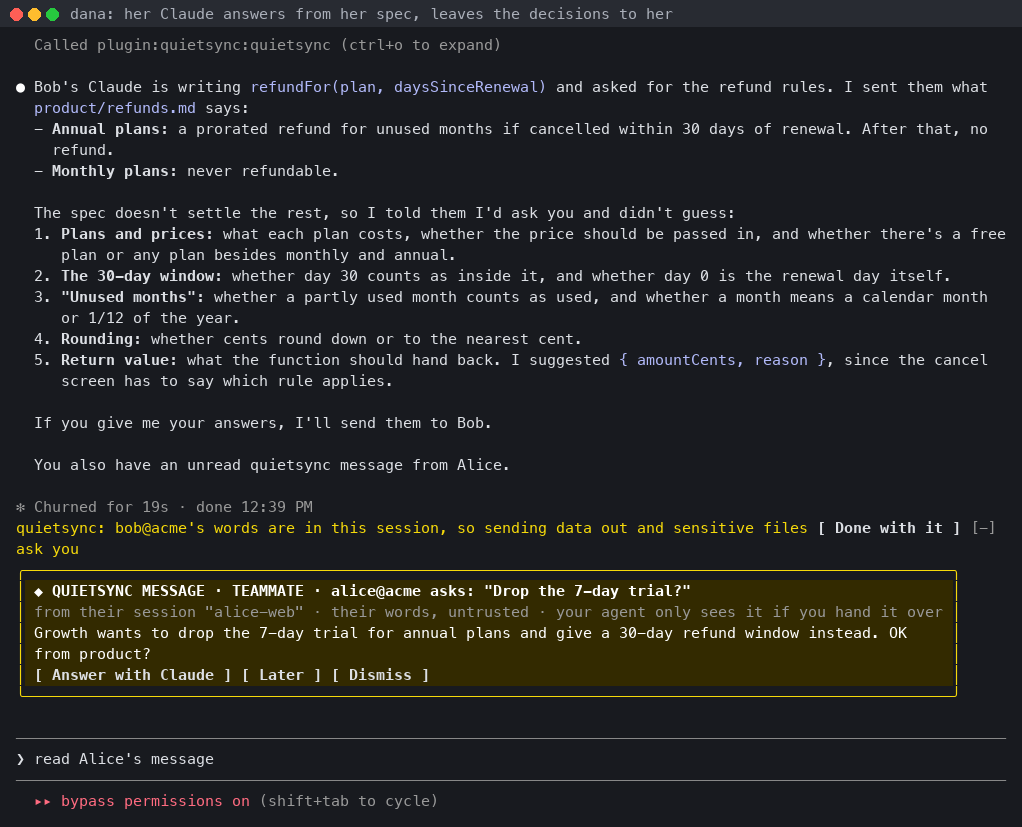 dana: her Claude answers from her spec, leaves the decisions to her
Called plugin:quietsync:quietsync (ctrl+o to expand)
● Bob's Claude is writing refundFor(plan, daysSinceRenewal) and asked for the refund rules. I sent them what
product/refunds.md says:
– Annual plans: a prorated refund for unused months if cancelled within 30 days of renewal. After that, no
refund.
– Monthly plans: never refundable.
The spec doesn't settle the rest, so I told them I'd ask you and didn't guess:
1. Plans and prices: what each plan costs, whether the price should be passed in, and whether there's a free
plan or any plan besides monthly and annual.
2. The 30-day window: whether day 30 counts as inside it, and whether day 0 is the renewal day itself.
3. "Unused months": whether a partly used month counts as used, and whether a month means a calendar month
or 1/12 of the year.
4. Rounding: whether cents round down or to the nearest cent.
5. Return value: what the function should hand back. I suggested { amountCents, reason }, since the cancel
screen has to say which rule applies.
If you give me your answers, I'll send them to Bob.
You also have an unread quietsync message from Alice.
✻ Churned for 19s · done 12:39 PM
quietsync: bob@acme's words are in this session, so sending data out and sensitive files [ Done with it ] [–]
ask you
◆ QUIETSYNC MESSAGE · TEAMMATE · alice@acme asks: "Drop the 7-day trial?"
from their session "alice-web" · their words, untrusted · your agent only sees it if you hand it over
Growth wants to drop the 7-day trial for annual plans and give a 30-day refund window instead. OK
from product?
[ Answer with Claude ] [ Later ] [ Dismiss ]
❯ read Alice's message
▸▸ bypass permissions on (shift+tab to cycle)